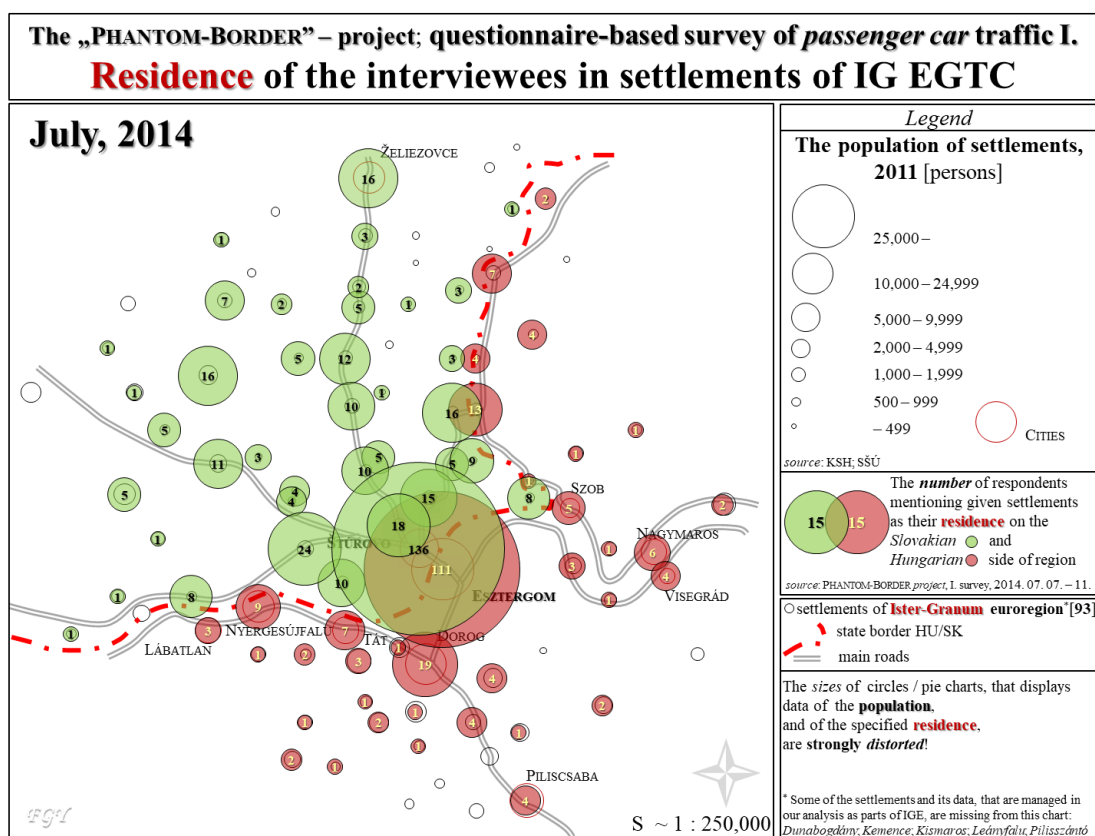 The „PHANTOM-BORDER” – project; questionnaire-based survey of passenger car traffic I.
Residence of the interviewees in settlements of IG EGTC
July, 2014
ŽELIEZOVCE
16
2
1
3
1
7
2
3
7
2
5
1
4
1
5
12
3
4
16
1
1
10
16
13
5
1
5
11
3
10
5
9
1
1
4
5
15
8
SZOB
5
2
4
18
NAGYMAROS
1
24
ŠTÚROVO
136
1
6
111
3
4
VISEGRÁD
10
ESZTERGOM
1
8
1
9
NYERGESÚJFALU
7
TÁT
DOROG
1
3
LÁBATLAN
1
1
2
3
19
4
1
1
2
1
2
4
1
2
1
2
1
PILISCSABA
4
FGY
S ~ 1 : 250,000
Legend
The population of settlements,
2011 [persons]
25,000 –
10,000 – 24,999
5,000 – 9,999
2,000 – 4,999
1,000 – 1,999
500 – 999
– 499
CITIES
source: KSH; SŠÚ
The number of respondents
mentioning given settlements
as their residence on the
Slovakian and
Hungarian side of region
15 15
source: PHANTOM-BORDER project, I. survey, 2014. 07. 07. – 11.
settlements of Ister-Granum euroregion*[93]
state border HU/SK
main roads
The sizes of circles / pie charts, that displays
data of the population,
and of the specified residence,
are strongly distorted!
* Some of the settlements and its data, that are managed in
our analysis as parts of IGE, are missing from this chart:
Dunabogdány, Kemence, Kismaros, Leányfalu, Pilisszántó